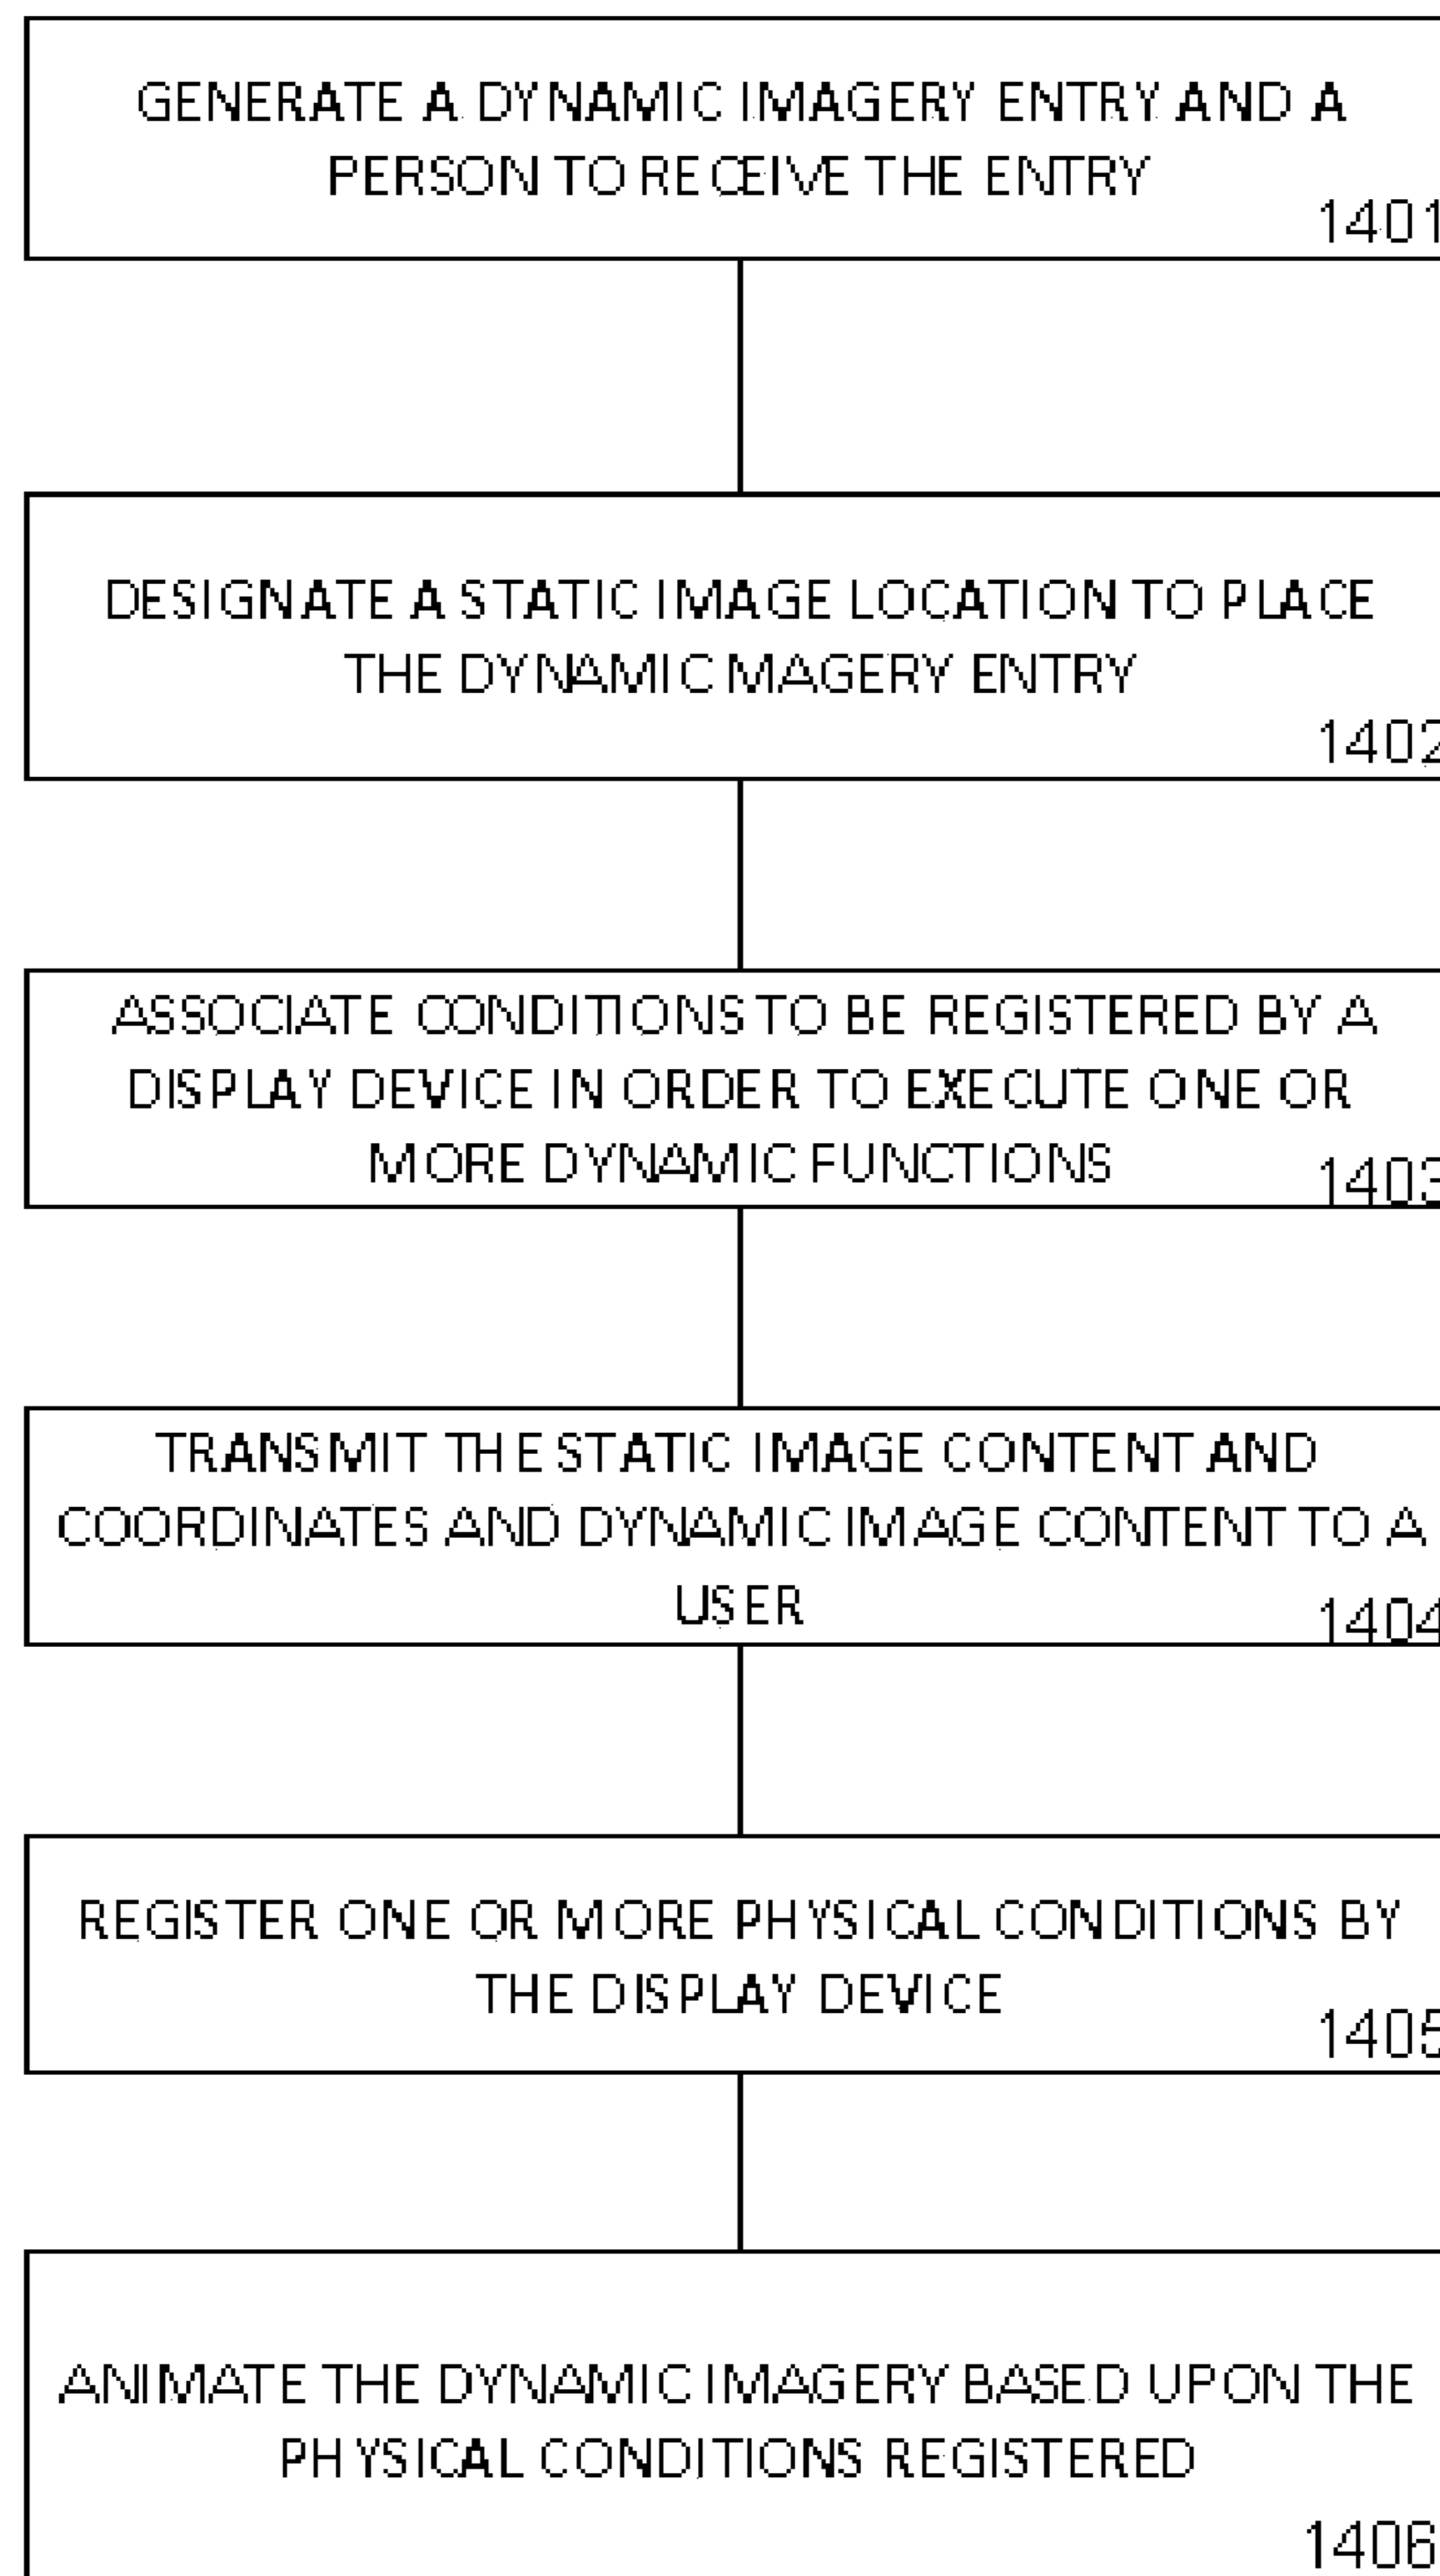 GENERATE A DYNAMIC IMAGERY ENTRY AND A
PERSON TO RECEIVE THE ENTRY
1401
DESIGNATE A STATIC IMAGE LOCATION TO PLACE
THE DYNAMIC MAGERY ENTRY
1402
ASSOCIATE CONDITIONS TO BE REGISTERED BY A
DISPLAY DEVICE IN ORDER TO EXECUTE ONE OR
MORE DYNAMIC FUNCTIONS
1403
TRANSMIT THE STATIC IMAGE CONTENT AND
COORDINATES AND DYNAMIC IMAGE CONTENT TO A
USER
1404
REGISTER ONE OR MORE PHYSICAL CONDITIONS BY
THE DISPLAY DEVICE
1405
ANIMATE THE DYNAMIC IMAGERY BASED UPON THE
PHYSICAL CONDITIONS REGISTERED
1406